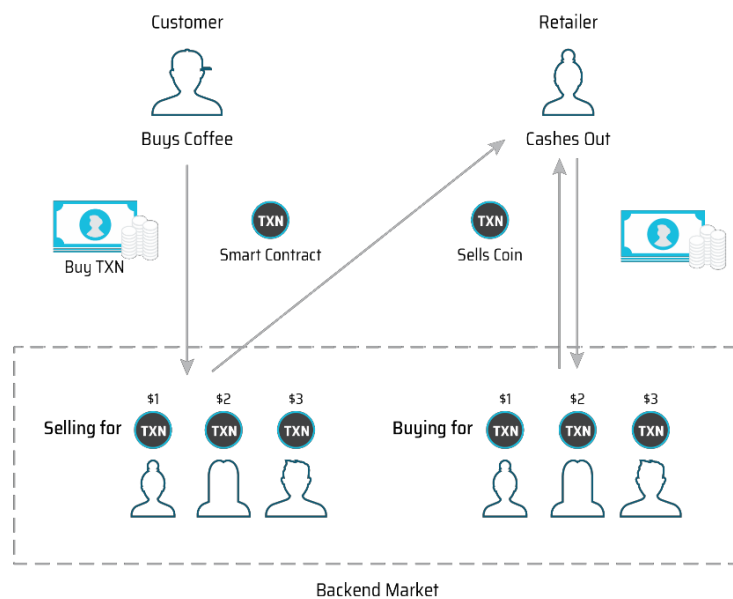 Customer
Retailer
Buys Coffee
Cashes Out
TXN
TXN
Buy TXN
Smart Contract
Sells Coin
$1 $2 $3
Selling for TXN TXN TXN
$1 $2 $3
Buying for TXN TXN TXN
Backend Market